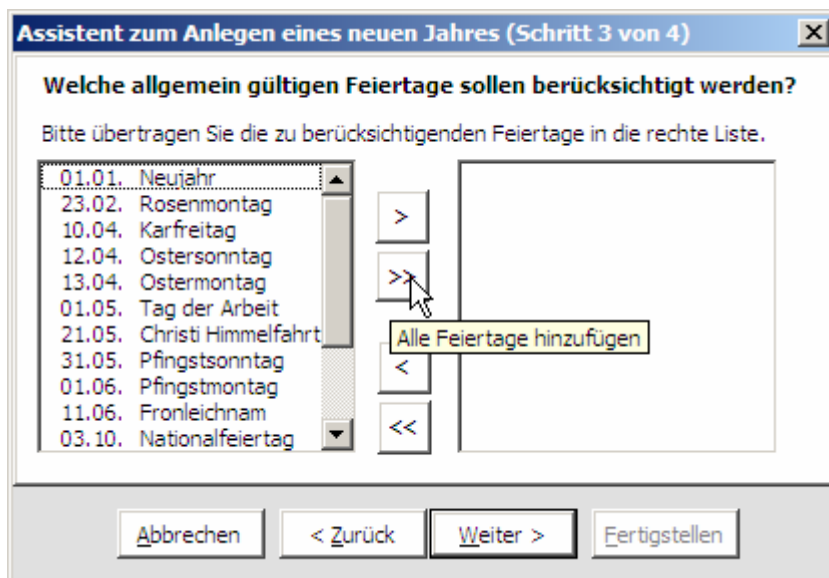 Assistent zum Anlegen eines neuen Jahres (Schritt 3 von 4)
Welche allgemein gültigen Feiertage sollen berücksichtigt werden?
Bitte übertragen Sie die zu berücksichtigenden Feiertage in die rechte Liste.
01.01. Neujahr
23.02. Rosenmontag
10.04. Karfreitag
12.04. Ostersonntag
13.04. Ostermontag
01.05. Tag der Arbeit
21.05. Christi Himmelfahrt
31.05. Pfingstsonntag
01.06. Pfingstmontag
11.06. Fronleichnam
03.10. Nationalfeiertag
>
>>
Alle Feiertage hinzufügen
<
<<
Abbrechen
< Zurück
Weiter >
Fertigstellen